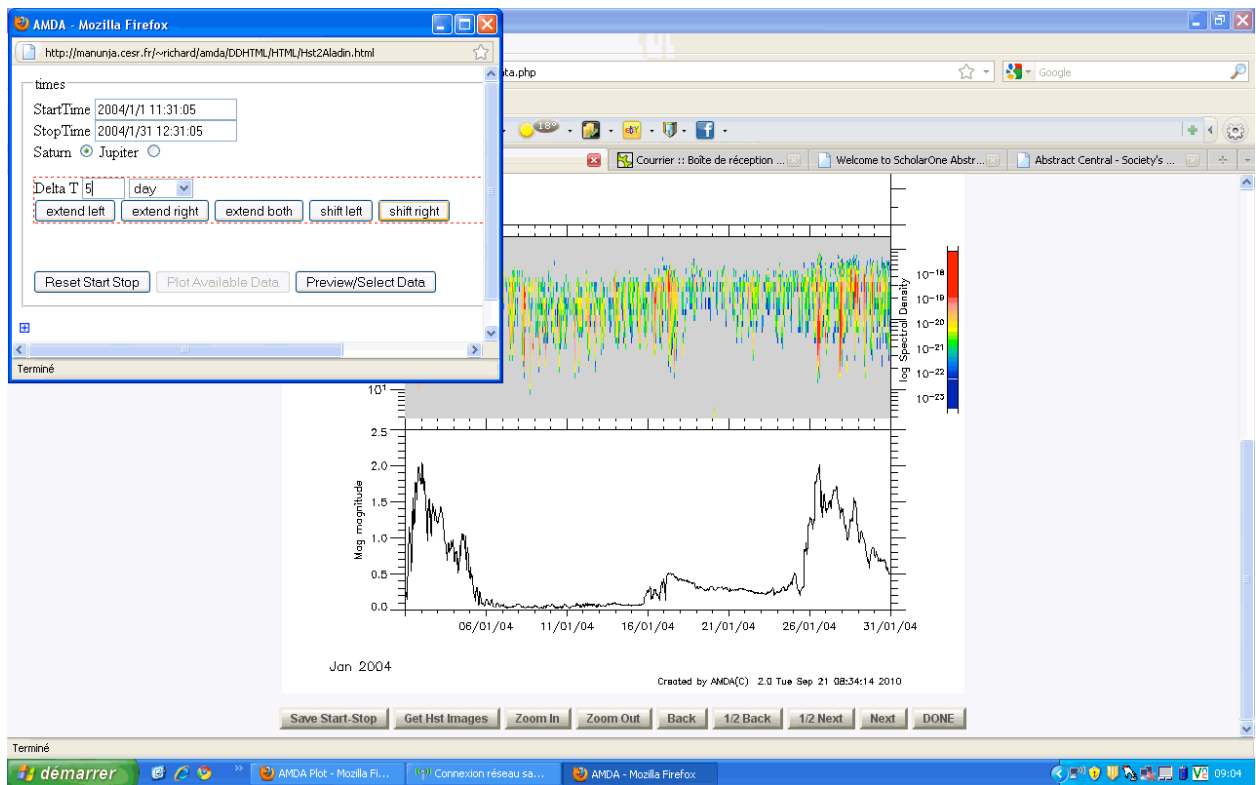 AMDA - Mozilla Firefox
http://manunja.cesr.fr/~richard/amda/DDHTML/HTML/Hst2Aladin.html
times
StartTime 2004/1/1 11:31:05
StopTime 2004/1/31 12:31:05
Saturn Jupiter
Delta T 5 day
extend left extend right extend both shift left shift right
Reset Start Stop Plot Available Data Preview/Select Data
Terminé
ta.php
Google
18°
Courrier :: Boîte de réception ... Welcome to ScholarOne Abstr... Abstract Central - Society's ...
10-18
10-19
10-20
10-21
10-22
10-23
log Spectral Density
10¹
2.5
2.0
1.5
1.0
0.5
0.0
Mag magnitude
06/01/04 11/01/04 16/01/04 21/01/04 26/01/04 31/01/04
Jan 2004
Created by AMDA(C) 2.0 Tue Sep 21 08:34:14 2010
Save Start-Stop Get Hst Images Zoom In Zoom Out Back 1/2 Back 1/2 Next Next DONE
Terminé
démarrer AMDA Plot - Mozilla Fi... Connexion réseau sa... AMDA - Mozilla Firefox 09:04